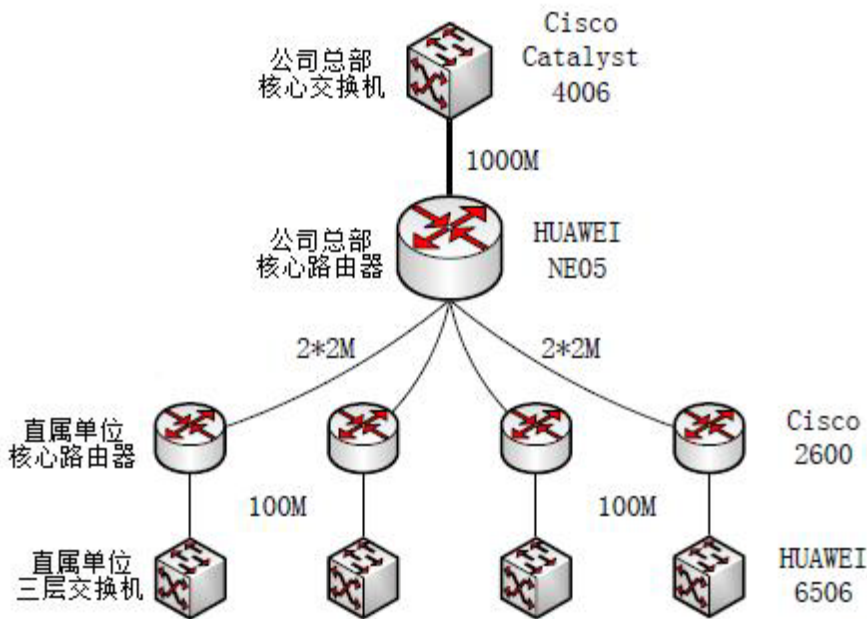 公司总部
核心交换机
Cisco
Catalyst
4006
1000M
公司总部
核心路由器
HUAWEI
NE05
2*2M
2*2M
直属单位
核心路由器
Cisco
2600
100M
100M
直属单位
三层交换机
HUAWEI
6506